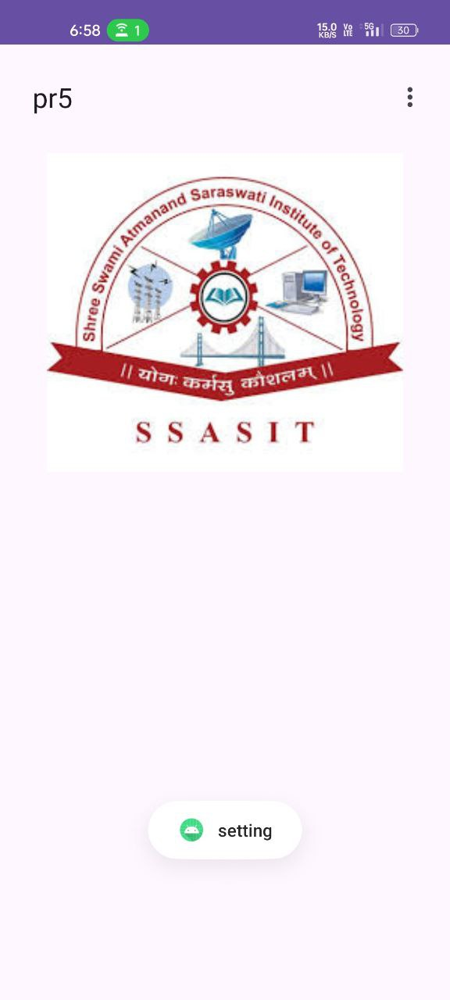 6:58 1 15.0 KB/S Vo LTE 5G 30
pr5
Shree Swami Atmanand Saraswati Institute of Technology
|| योगः कर्मसु कौशलम् ||
S S A S I T
setting